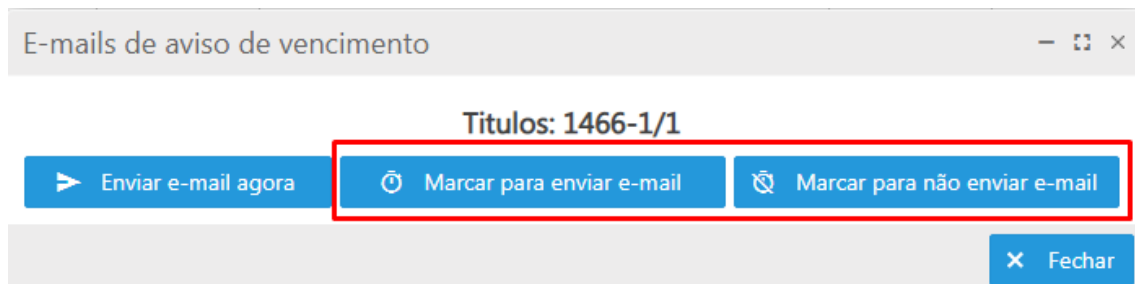 E-mails de aviso de vencimento
Titulos: 1466-1/1
Enviar e-mail agora
Marcar para enviar e-mail
Marcar para não enviar e-mail
Fechar